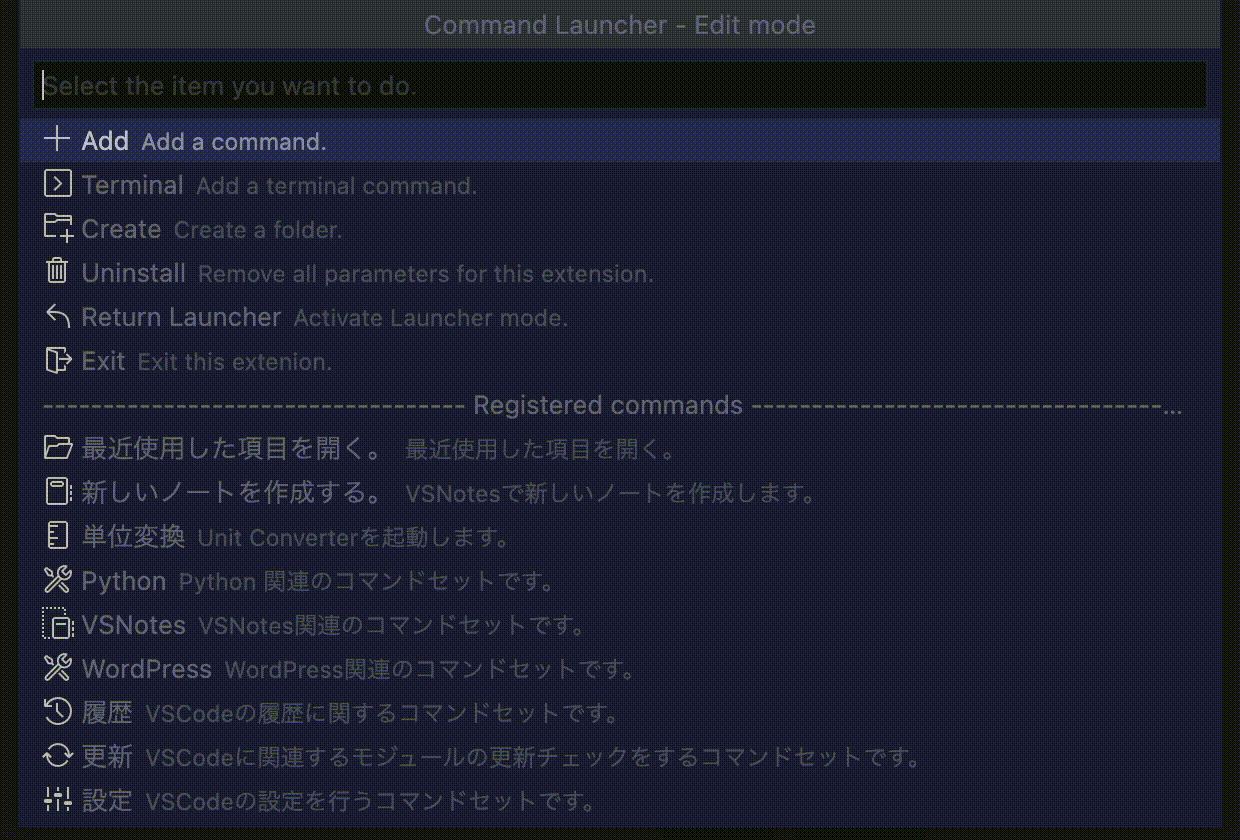 Command Launcher - Edit mode
Select the item you want to do.
Add Add a command.
Terminal Add a terminal command.
Create Create a folder.
Uninstall Remove all parameters for this extension.
Return Launcher Activate Launcher mode.
Exit Exit this extenion.
----------------------------------- Registered commands ----------------------------------...
最近使用した項目を開く。 最近使用した項目を開く。
新しいノートを作成する。 VSNotesで新しいノートを作成します。
単位変換 Unit Converterを起動します。
Python Python 関連のコマンドセットです。
VSNotes VSNotes関連のコマンドセットです。
WordPress WordPress関連のコマンドセットです。
履歴 VSCodeの履歴に関するコマンドセットです。
更新 VSCodeに関連するモジュールの更新チェックをするコマンドセットです。
設定 VSCodeの設定を行うコマンドセットです。